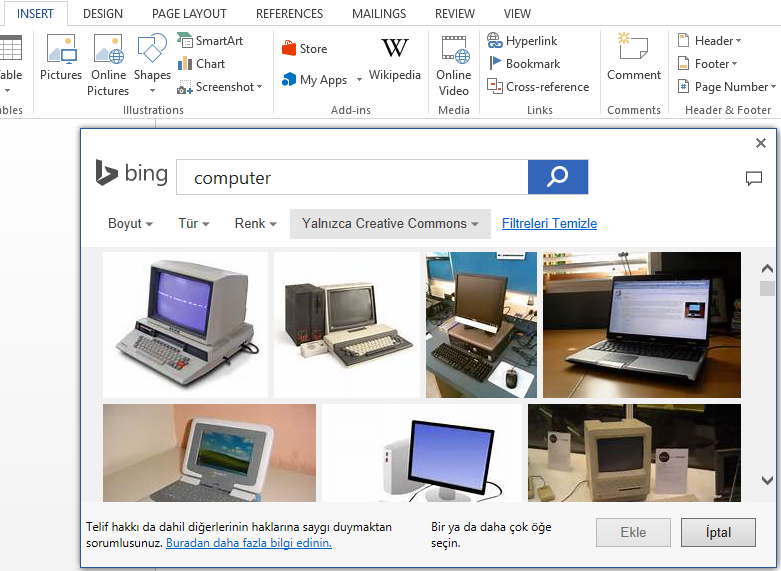 INSERT DESIGN PAGE LAYOUT REFERENCES MAILINGS REVIEW VIEW
SmartArt
Chart
Screenshot
Store
My Apps
Hyperlink
Bookmark
Cross-reference
Header
Footer
Page Number
able
Pictures
Online
Pictures
Shapes
W
Wikipedia
Online
Video
Comment
bles
Illustrations
Add-ins
Media
Links
Comments
Header & Footer
bing
computer
Boyut Tür Renk Yalnızca Creative Commons Filtreleri Temizle
Telif hakkı da dahil diğerlerinin haklarına saygı duymaktan
sorumlusunuz. Buradan daha fazla bilgi edinin.
Bir ya da daha çok öğe
seçin.
Ekle
İptal